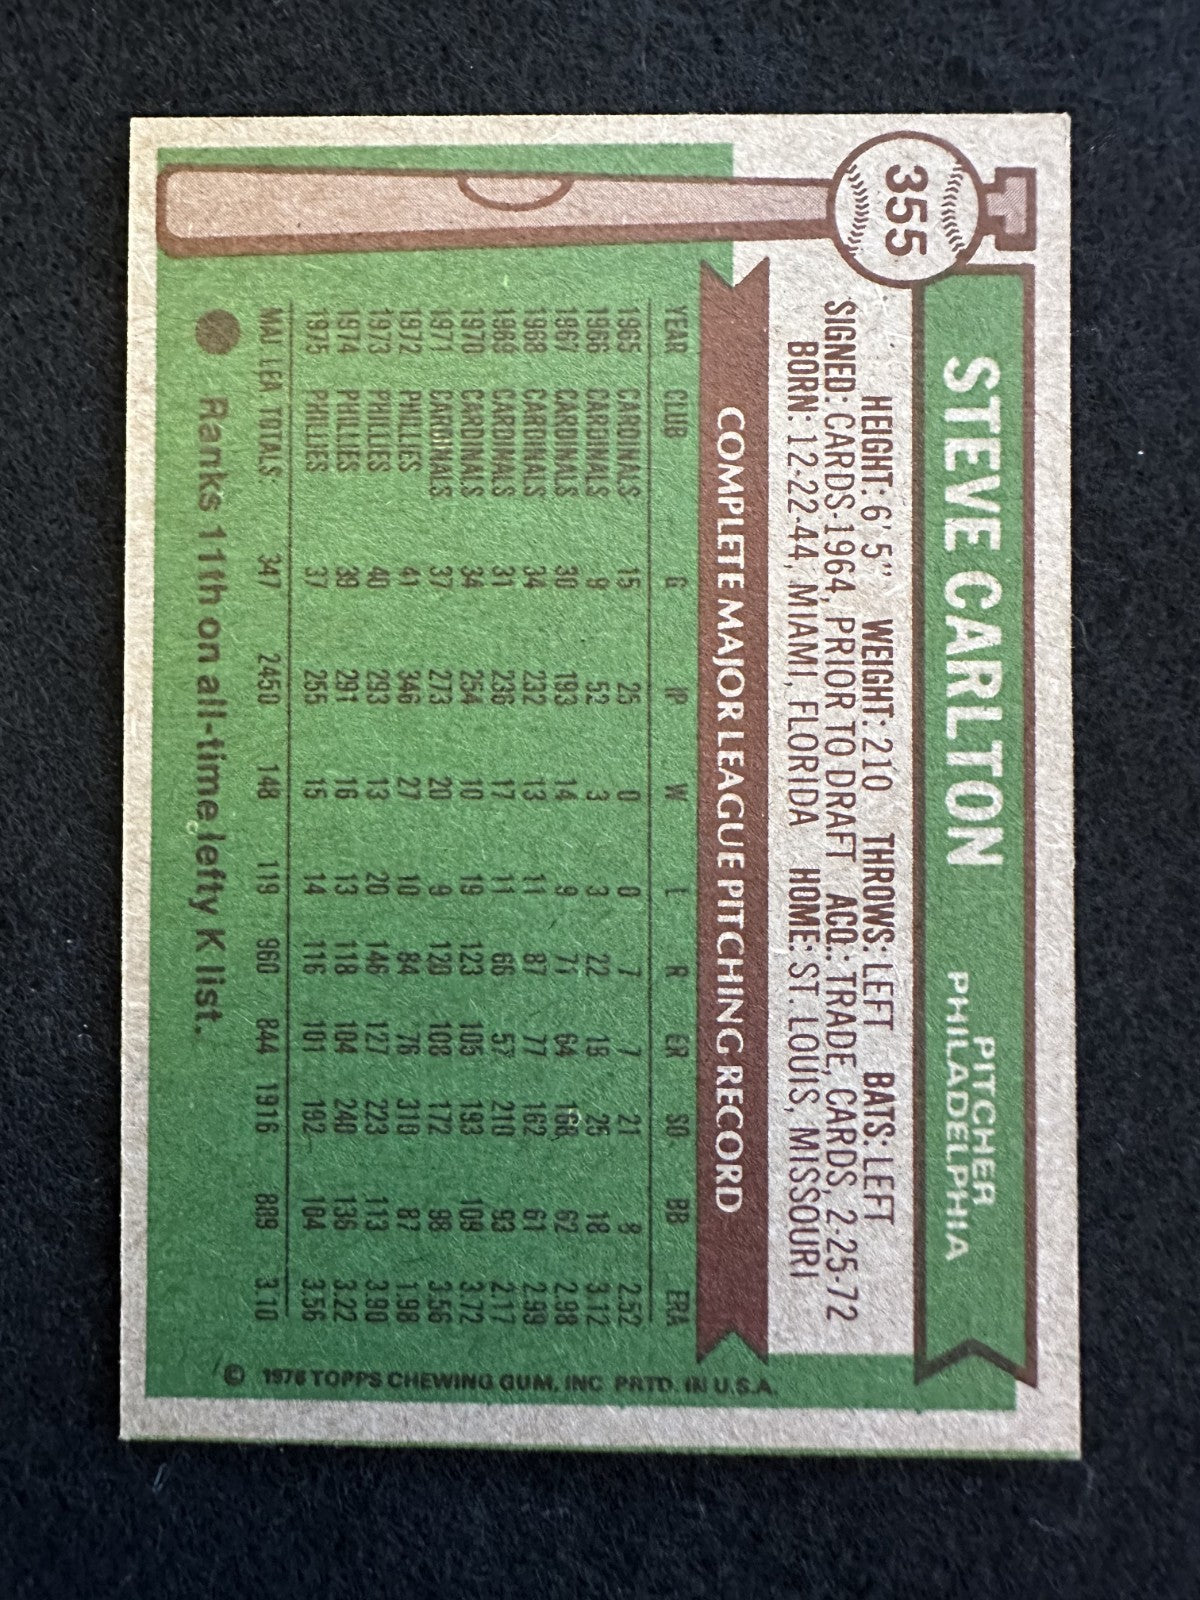 355
T
STEVE CARLTON
PITCHER
PHILADELPHIA
HEIGHT: 6' 5" WEIGHT: 210 THROWS: LEFT BATS: LEFT
SIGNED: CARDS-1964, PRIOR TO DRAFT ACQ.: TRADE, CARDS, 2-25-72
BORN: 12-22-44, MIAMI, FLORIDA HOME: ST. LOUIS, MISSOURI
COMPLETE MAJOR LEAGUE PITCHING RECORD
YEAR CLUB G IP W L R ER SO BB ERA
1965 CARDINALS 15 25 0 0 7 7 21 8 2.52
1966 CARDINALS 9 52 3 3 22 18 25 18 3.12
1967 CARDINALS 30 193 14 9 71 64 168 62 2.98
1968 CARDINALS 34 232 13 11 87 77 162 61 2.99
1969 CARDINALS 31 236 17 11 66 57 210 93 2.17
1970 CARDINALS 34 254 10 19 123 105 193 109 3.72
1971 CARDINALS 37 273 20 9 120 108 172 98 3.56
1972 PHILLIES 41 346 27 10 84 76 310 87 1.98
1973 PHILLIES 40 293 13 20 146 127 223 113 3.90
1974 PHILLIES 39 291 16 13 118 104 240 136 3.22
1975 PHILLIES 37 255 15 14 116 101 192 104 3.56
MAJ. LEA. TOTALS 347 2450 148 119 960 844 1916 889 3.10
Ranks 11th on all-time lefty K list.
© 1976 TOPPS CHEWING GUM, INC. PRTD. IN U.S.A.